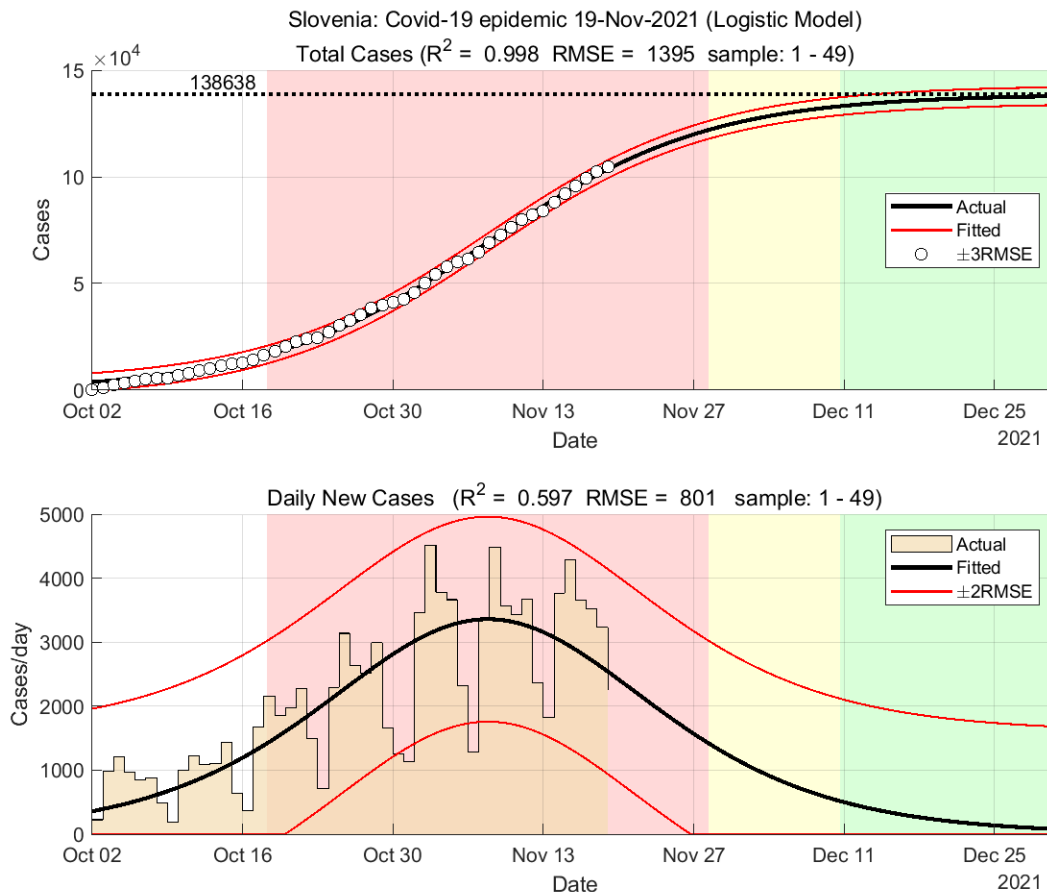 Slovenia: Covid-19 epidemic 19-Nov-2021 (Logistic Model)
Total Cases (R² = 0.998 RMSE = 1395 sample: 1 - 49)
×10⁴
15
138638
10
5
0
Cases
Actual
Fitted
±3RMSE
Oct 02 Oct 16 Oct 30 Nov 13 Nov 27 Dec 11 Dec 25
Date
2021
Daily New Cases (R² = 0.597 RMSE = 801 sample: 1 - 49)
5000
4000
3000
2000
1000
0
Cases/day
Actual
Fitted
±2RMSE
Oct 02 Oct 16 Oct 30 Nov 13 Nov 27 Dec 11 Dec 25
Date
2021